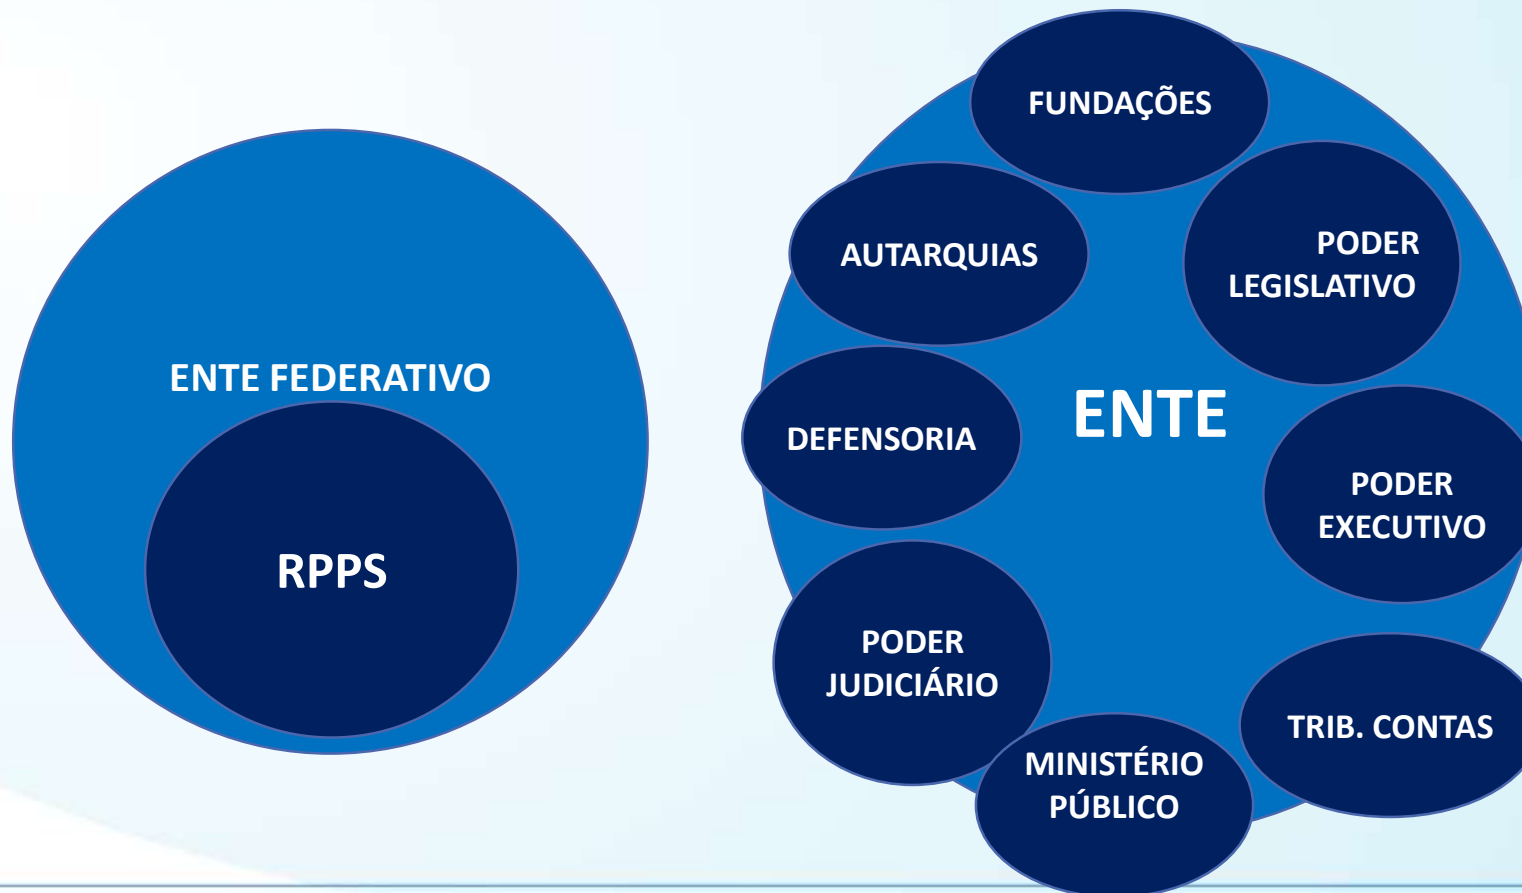 ENTE FEDERATIVO
RPPS
FUNDAÇÕES
AUTARQUIAS
PODER
LEGISLATIVO
ENTE
DEFENSORIA
PODER
EXECUTIVO
PODER
JUDICIÁRIO
TRIB. CONTAS
MINISTÉRIO
PÚBLICO